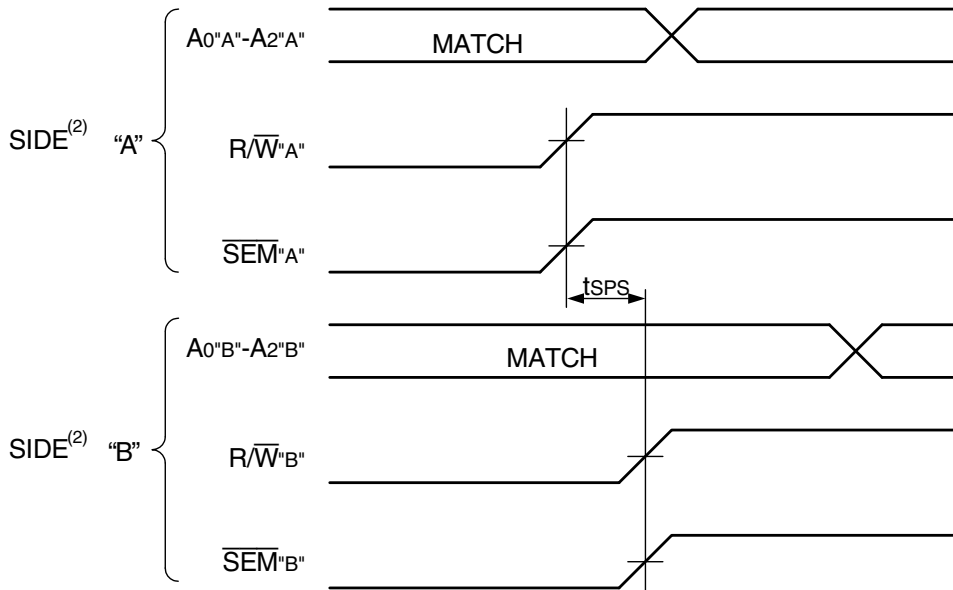 A0"A"-A2"A"
MATCH
SIDE(2) “A”
R/W"A"
SEM"A"
tSPS
A0"B"-A2"B"
MATCH
SIDE(2) “B”
R/W"B"
SEM"B"